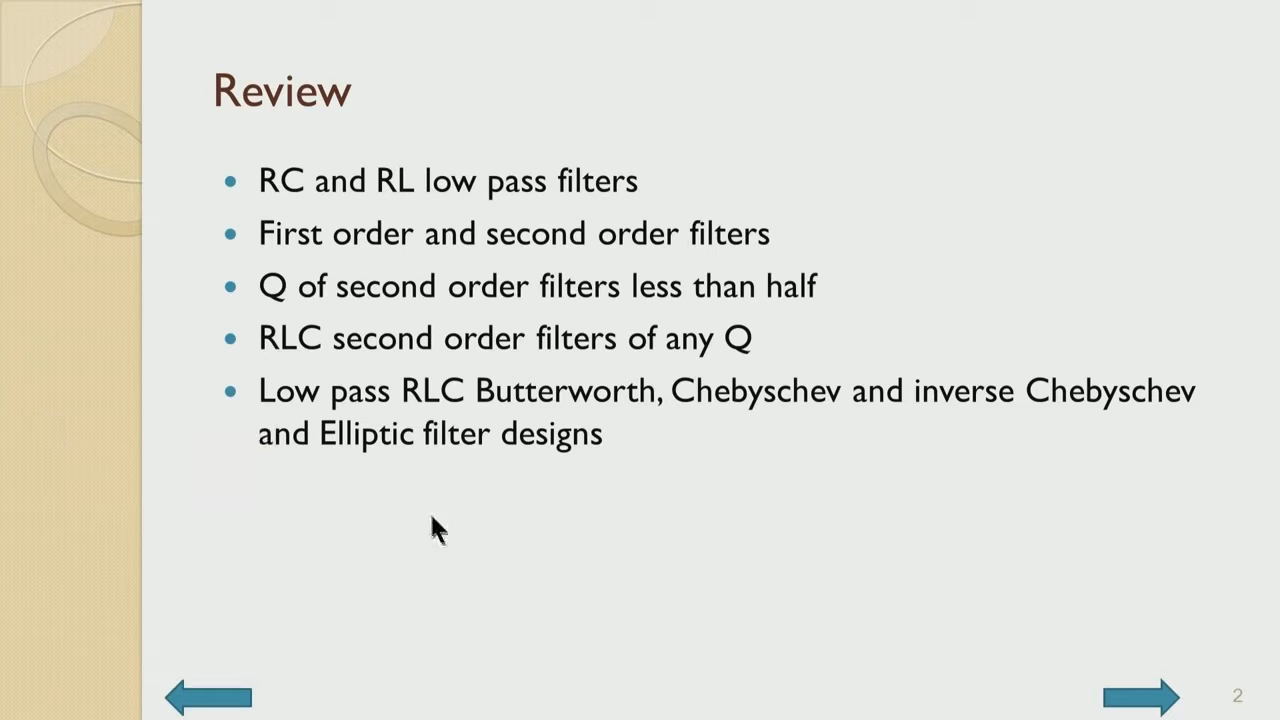 Review
• RC and RL low pass filters
• First order and second order filters
• Q of second order filters less than half
• RLC second order filters of any Q
• Low pass RLC Butterworth, Chebyschev and inverse Chebyschev
and Elliptic filter designs
2